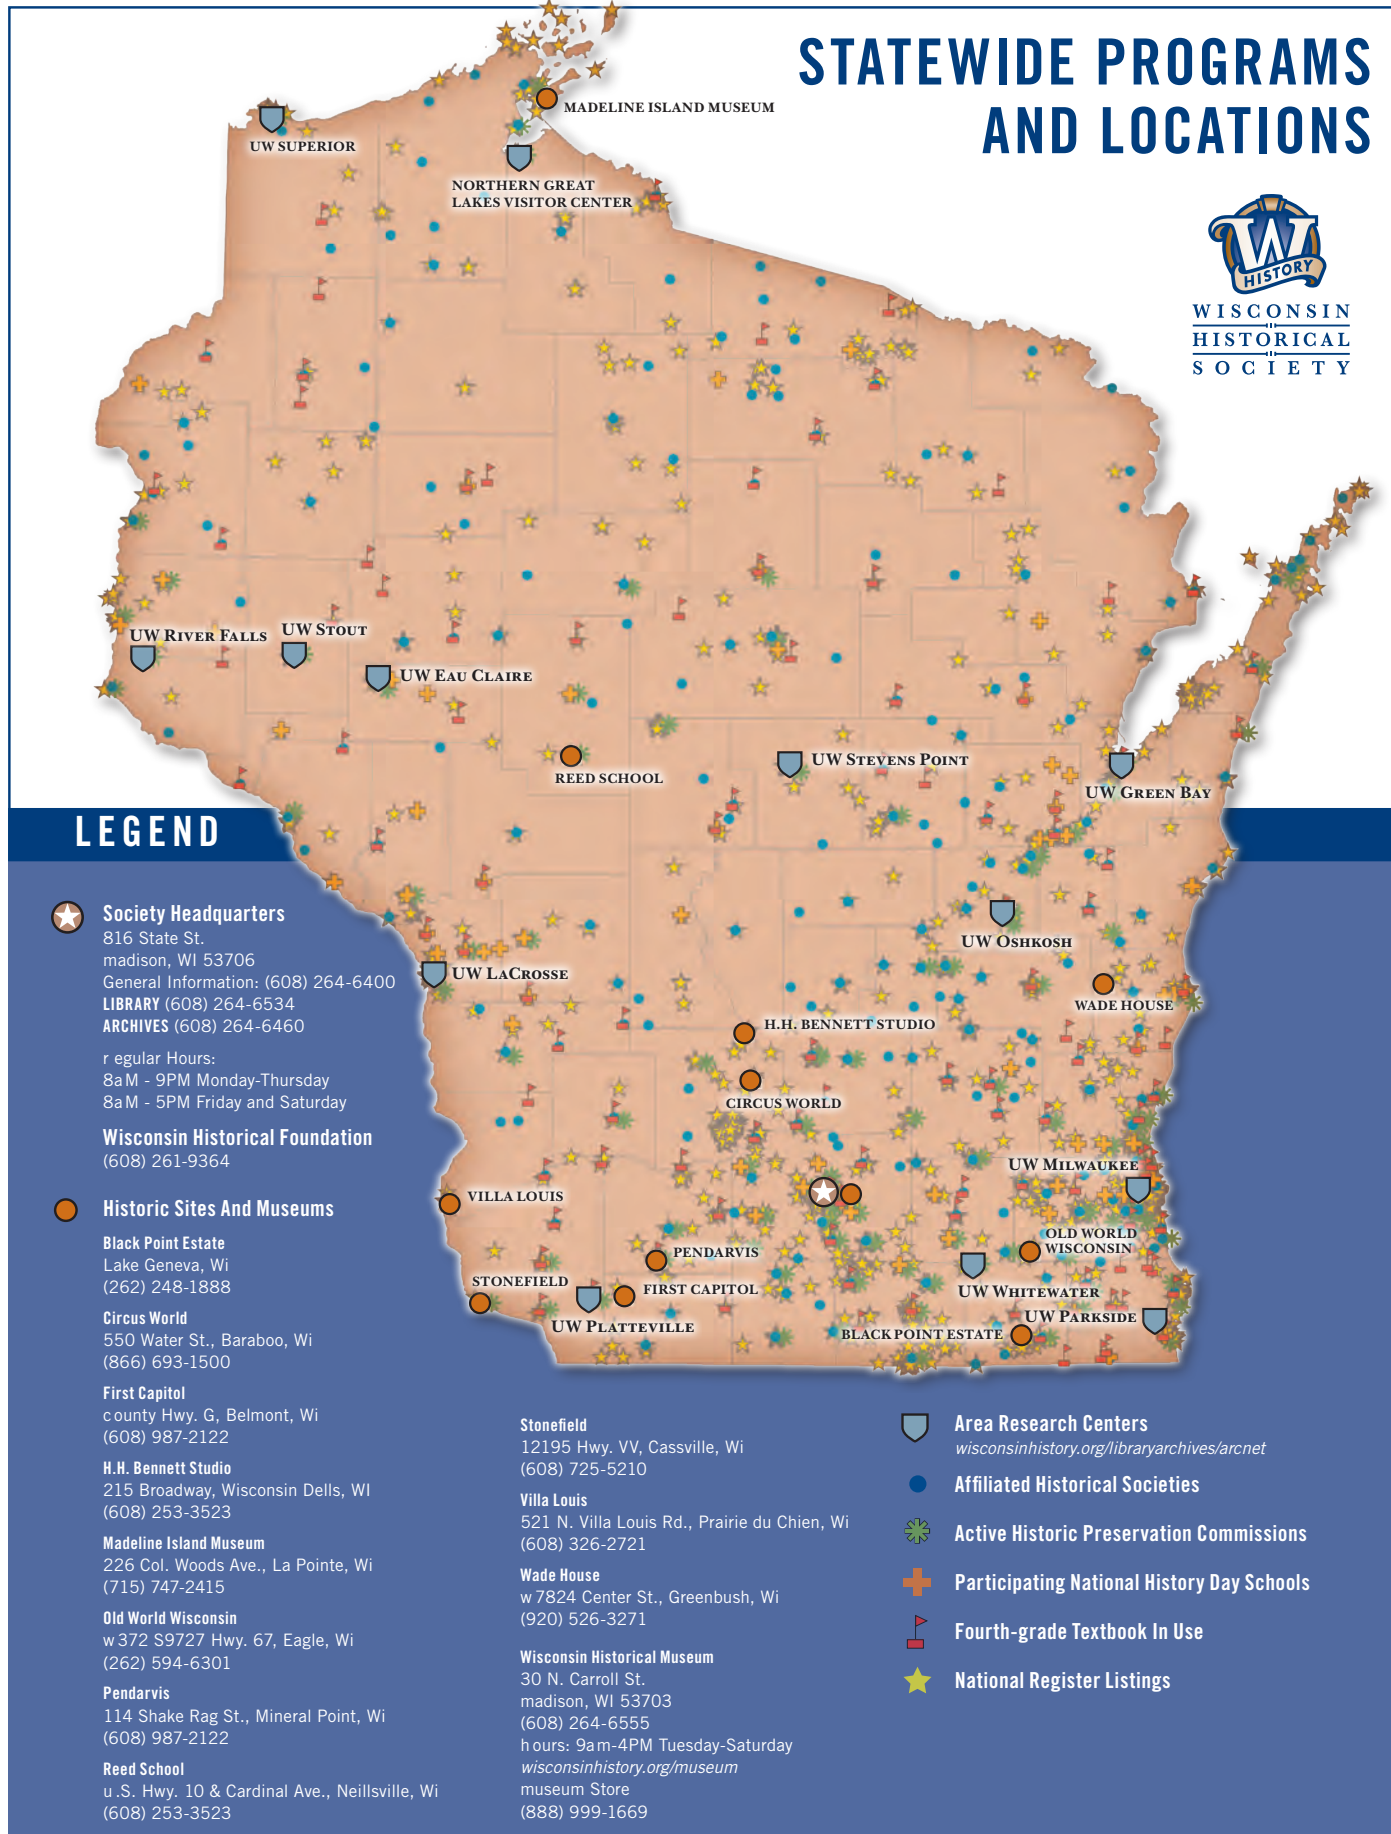 STATEWIDE PROGRAMS
AND LOCATIONS
W
HISTORY
WISCONSIN
HISTORICAL
SOCIETY
MADELINE ISLAND MUSEUM
UW SUPERIOR
NORTHERN GREAT
LAKES VISITOR CENTER
UW RIVER FALLS
UW STOUT
UW EAU CLAIRE
REED SCHOOL
UW STEVENS POINT
UW GREEN BAY
UW OSHKOSH
UW LACROSSE
WADE HOUSE
H.H. BENNETT STUDIO
CIRCUS WORLD
UW MILWAUKEE
VILLA LOUIS
OLD WORLD
WISCONSIN
PENDARVIS
STONEFIELD
FIRST CAPITOL
UW WHITEWATER
UW PLATTEVILLE
UW PARKSIDE
BLACK POINT ESTATE
LEGEND
Society Headquarters
816 State St.
madison, WI 53706
General Information: (608) 264-6400
LIBRARY (608) 264-6534
ARCHIVES (608) 264-6460
r egular Hours:
8aM - 9PM Monday-Thursday
8aM - 5PM Friday and Saturday
Wisconsin Historical Foundation
(608) 261-9364
Historic Sites And Museums
Black Point Estate
Lake Geneva, Wi
(262) 248-1888
Circus World
550 Water St., Baraboo, Wi
(866) 693-1500
First Capitol
county Hwy. G, Belmont, Wi
(608) 987-2122
H.H. Bennett Studio
215 Broadway, Wisconsin Dells, WI
(608) 253-3523
Madeline Island Museum
226 Col. Woods Ave., La Pointe, Wi
(715) 747-2415
Old World Wisconsin
w372 S9727 Hwy. 67, Eagle, Wi
(262) 594-6301
Pendarvis
114 Shake Rag St., Mineral Point, Wi
(608) 987-2122
Reed School
u.S. Hwy. 10 & Cardinal Ave., Neillsville, Wi
(608) 253-3523
Stonefield
12195 Hwy. VV, Cassville, Wi
(608) 725-5210
Villa Louis
521 N. Villa Louis Rd., Prairie du Chien, Wi
(608) 326-2721
Wade House
w7824 Center St., Greenbush, Wi
(920) 526-3271
Wisconsin Historical Museum
30 N. Carroll St.
madison, WI 53703
(608) 264-6555
hours: 9am-4PM Tuesday-Saturday
wisconsinhistory.org/museum
museum Store
(888) 999-1669
Area Research Centers
wisconsinhistory.org/libraryarchives/arcnet
Affiliated Historical Societies
Active Historic Preservation Commissions
Participating National History Day Schools
Fourth-grade Textbook In Use
National Register Listings